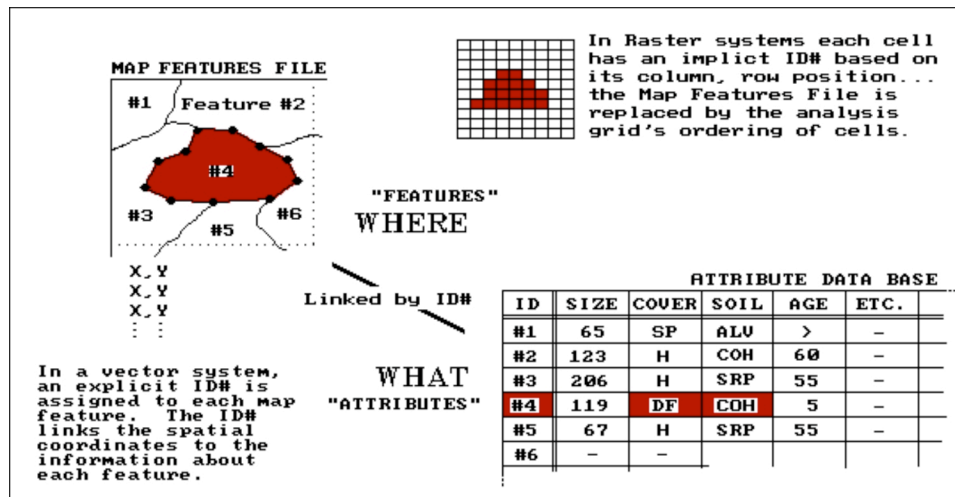 In Raster systems each cell
has an implict ID# based on
its column, row position...
the Map Features File is
replaced by the analysis
grid's ordering of cells.
MAP FEATURES FILE
#1
Feature #2
#4
#3
#6
#5
"FEATURES"
WHERE
X,Y
X,Y
X,Y
: :
Linked by ID#
In a vector system,
an explicit ID# is
assigned to each map
feature. The ID#
links the spatial
coordinates to the
information about
each feature.
WHAT
"ATTRIBUTES"
ATTRIBUTE DATA BASE
ID SIZE COVER SOIL AGE ETC.
#1 65 SP ALV > –
#2 123 H COH 60 –
#3 206 H SRP 55 –
#4 119 DF COH 5 –
#5 67 H SRP 55 –
#6 – –